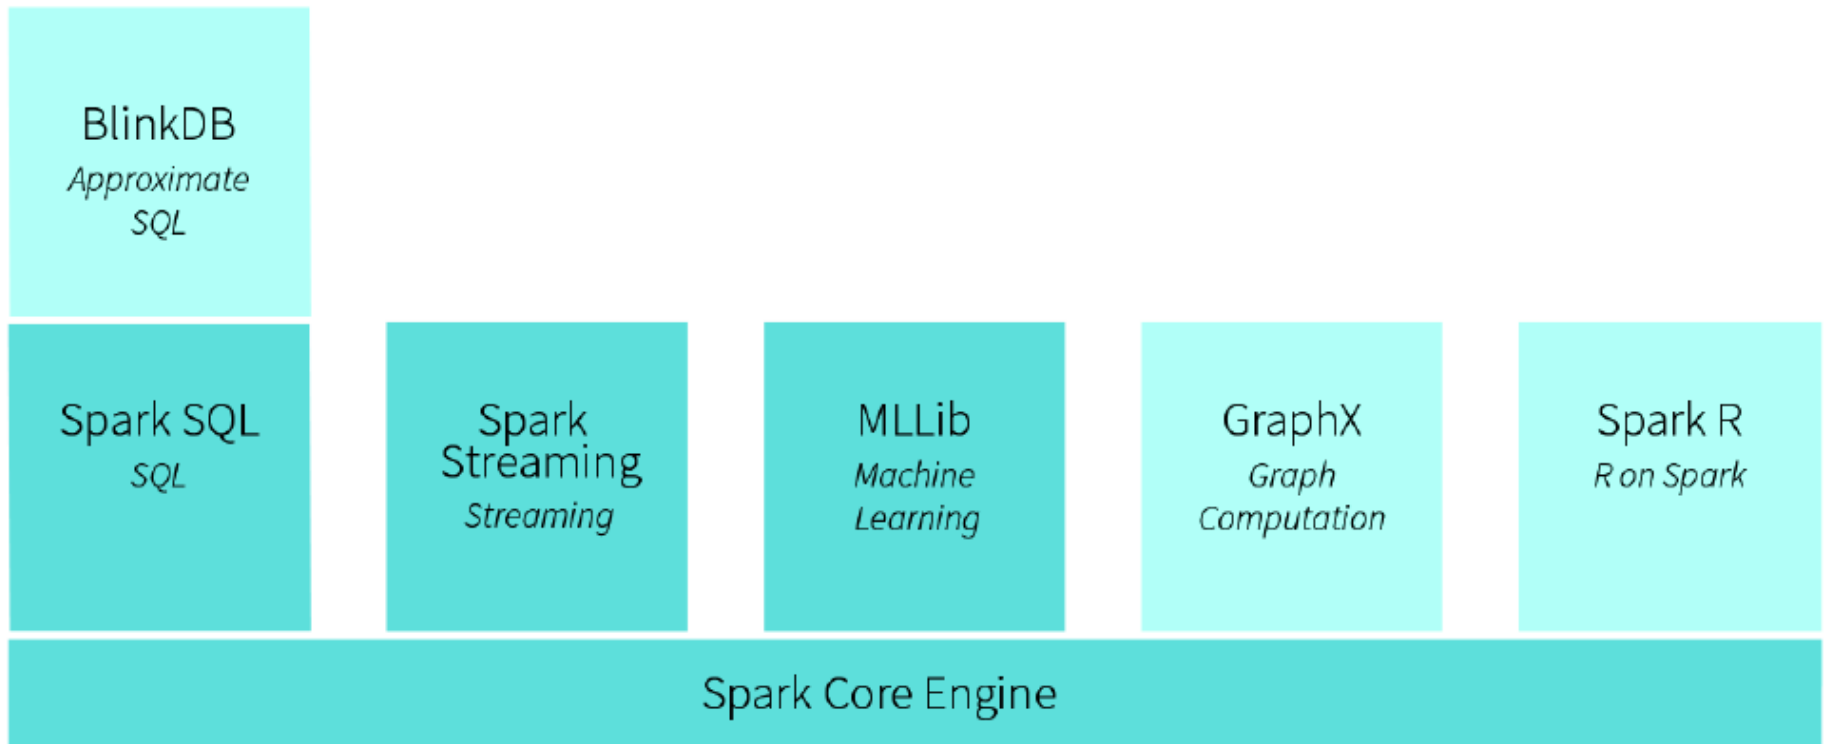 BlinkDB
Approximate
SQL
Spark SQL
SQL
Spark
Streaming
Streaming
MLLib
Machine
Learning
GraphX
Graph
Computation
Spark R
R on Spark
Spark Core Engine